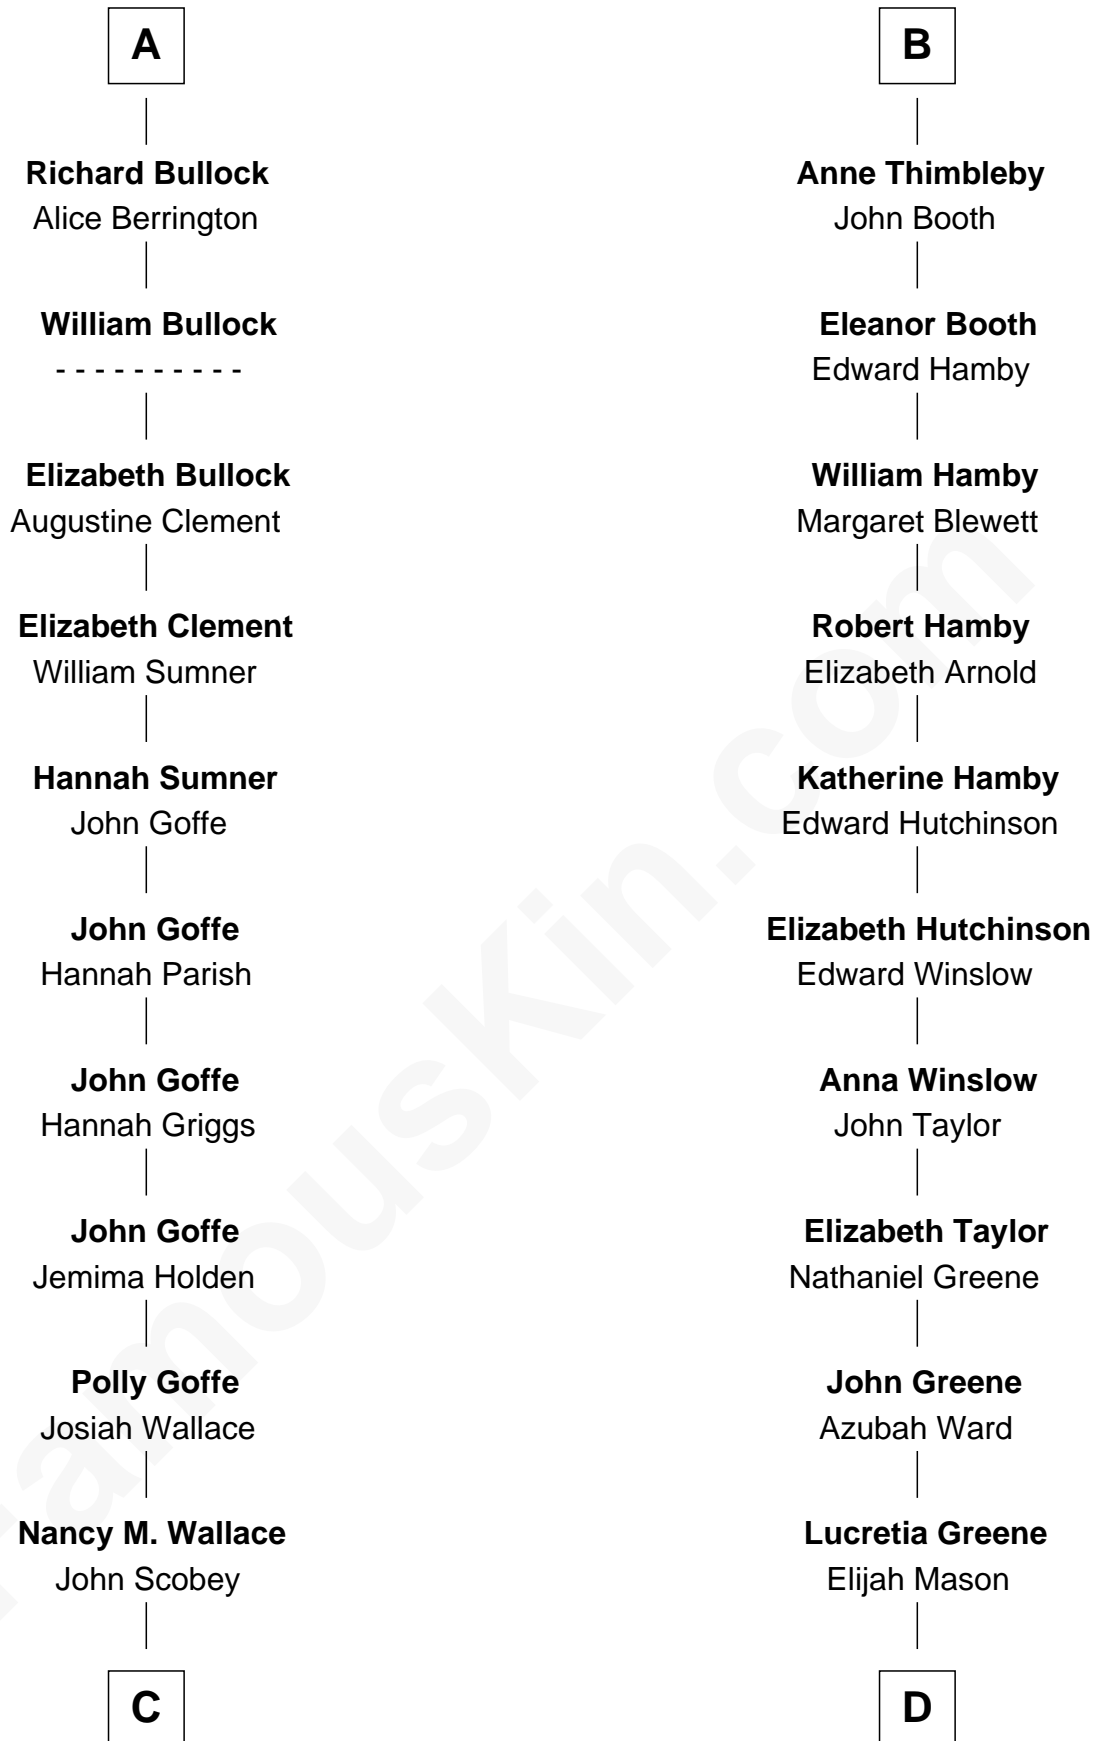 A
Richard Bullock
Alice Berrington
William Bullock
- - - - - - - - - -
Elizabeth Bullock
Augustine Clement
Elizabeth Clement
William Sumner
Hannah Sumner
John Goffe
John Goffe
Hannah Parish
John Goffe
Hannah Griggs
John Goffe
Jemima Holden
Polly Goffe
Josiah Wallace
Nancy M. Wallace
John Scobey
C
B
Anne Thimbleby
John Booth
Eleanor Booth
Edward Hamby
William Hamby
Margaret Blewett
Robert Hamby
Elizabeth Arnold
Katherine Hamby
Edward Hutchinson
Elizabeth Hutchinson
Edward Winslow
Anna Winslow
John Taylor
Elizabeth Taylor
Nathaniel Greene
John Greene
Azubah Ward
Lucretia Greene
Elijah Mason
D
FamousKin.com